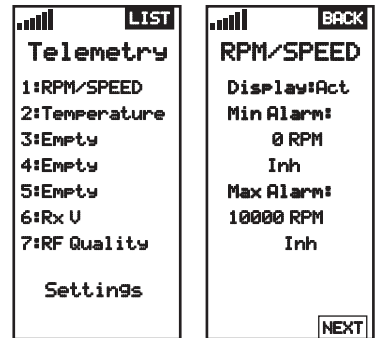 LIST
Telemetry
1:RPM/SPEED
2:Temperature
3:Empty
4:Empty
5:Empty
6:Rx V
7:RF Quality
Settings
BACK
RPM/SPEED
Display:Act
Min Alarm:
0 RPM
Inh
Max Alarm:
10000 RPM
Inh
NEXT